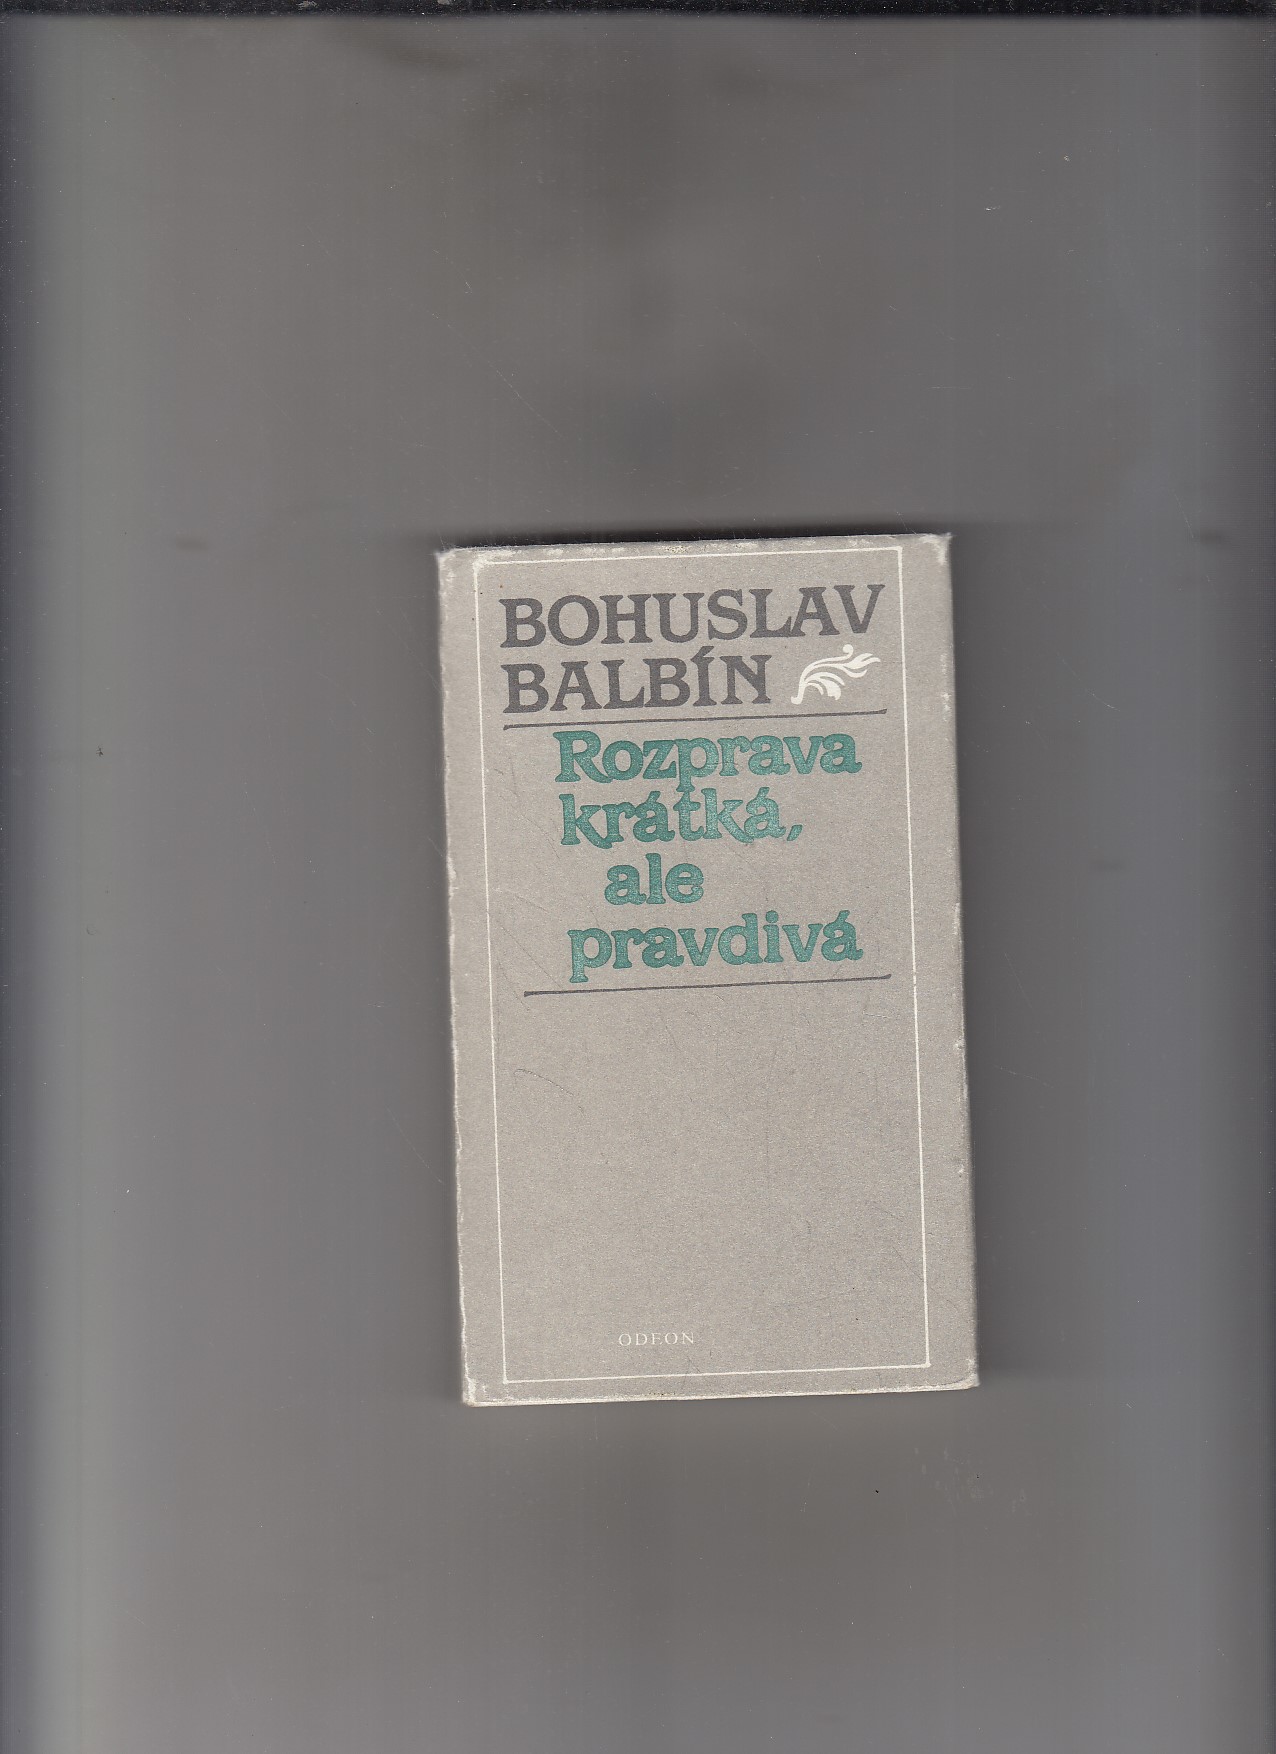 BOHUSLAV
BALBÍN
Rozprava
krátká,
ale
pravdivá
ODEON